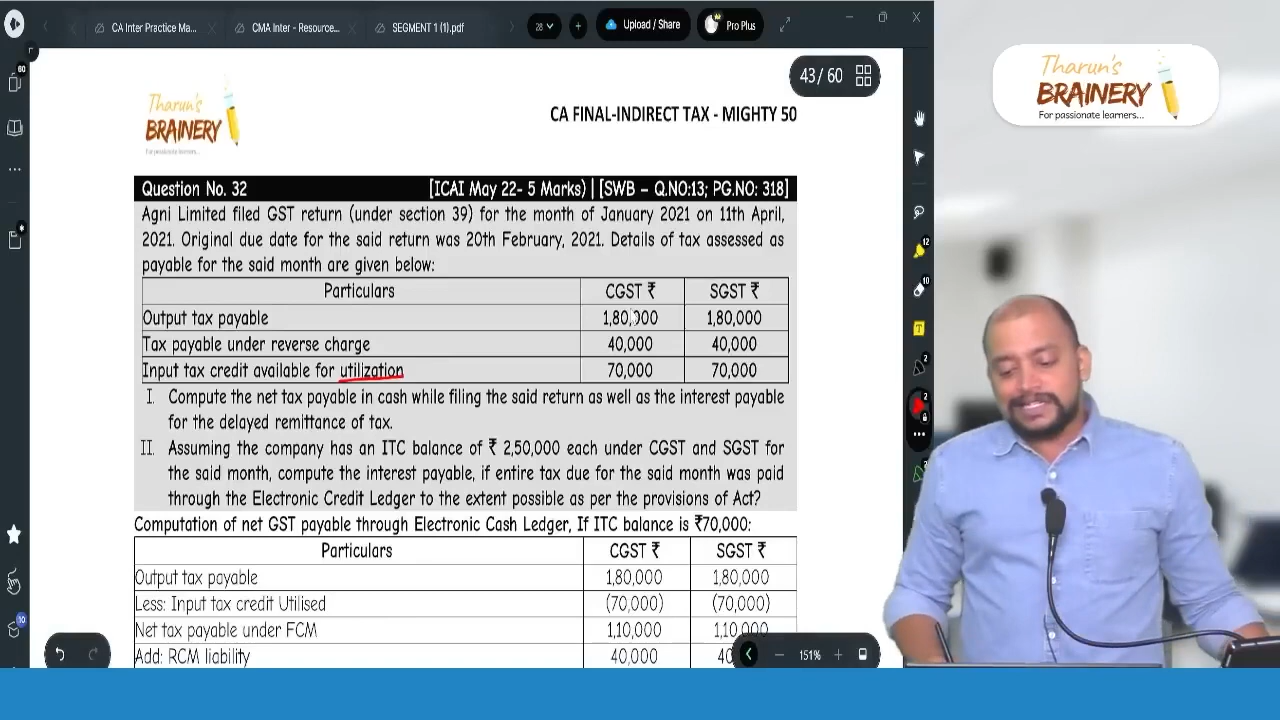 CA Inter Practice Ma...
CMA Inter - Resource...
SEGMENT 1 (1).pdf
28
Upload / Share
Pro Plus
43 / 60
Tharun's
BRAINERY
For passionate learners...
CA FINAL-INDIRECT TAX - MIGHTY 50
Tharun's
BRAINERY
For passionate learners...
Question No. 32 [ICAI May 22- 5 Marks) | [SWB – Q.NO:13; PG.NO: 318]
Agni Limited filed GST return (under section 39) for the month of January 2021 on 11th April,
2021. Original due date for the said return was 20th February, 2021. Details of tax assessed as
payable for the said month are given below:
Particulars CGST ₹ SGST ₹
Output tax payable 1,80,000 1,80,000
Tax payable under reverse charge 40,000 40,000
Input tax credit available for utilization 70,000 70,000
I. Compute the net tax payable in cash while filing the said return as well as the interest payable
for the delayed remittance of tax.
II. Assuming the company has an ITC balance of ₹ 2,50,000 each under CGST and SGST for
the said month, compute the interest payable, if entire tax due for the said month was paid
through the Electronic Credit Ledger to the extent possible as per the provisions of Act?
Computation of net GST payable through Electronic Cash Ledger, If ITC balance is ₹70,000:
Particulars CGST ₹ SGST ₹
Output tax payable 1,80,000 1,80,000
Less: Input tax credit Utilised (70,000) (70,000)
Net tax payable under FCM 1,10,000 1,10,000
Add: RCM liability 40,000 40
151%